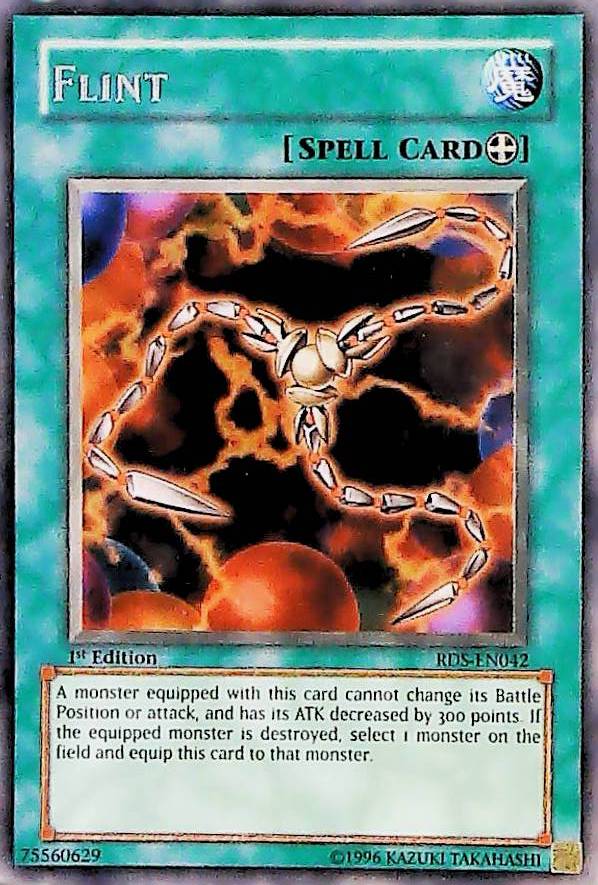 FLINT
魔
[SPELL CARD]
1st Edition
RDS-EN042
A monster equipped with this card cannot change its Battle
Position or attack, and has its ATK decreased by 300 points. If
the equipped monster is destroyed, select 1 monster on the
field and equip this card to that monster.
75560629
©1996 KAZUKI TAKAHASHI